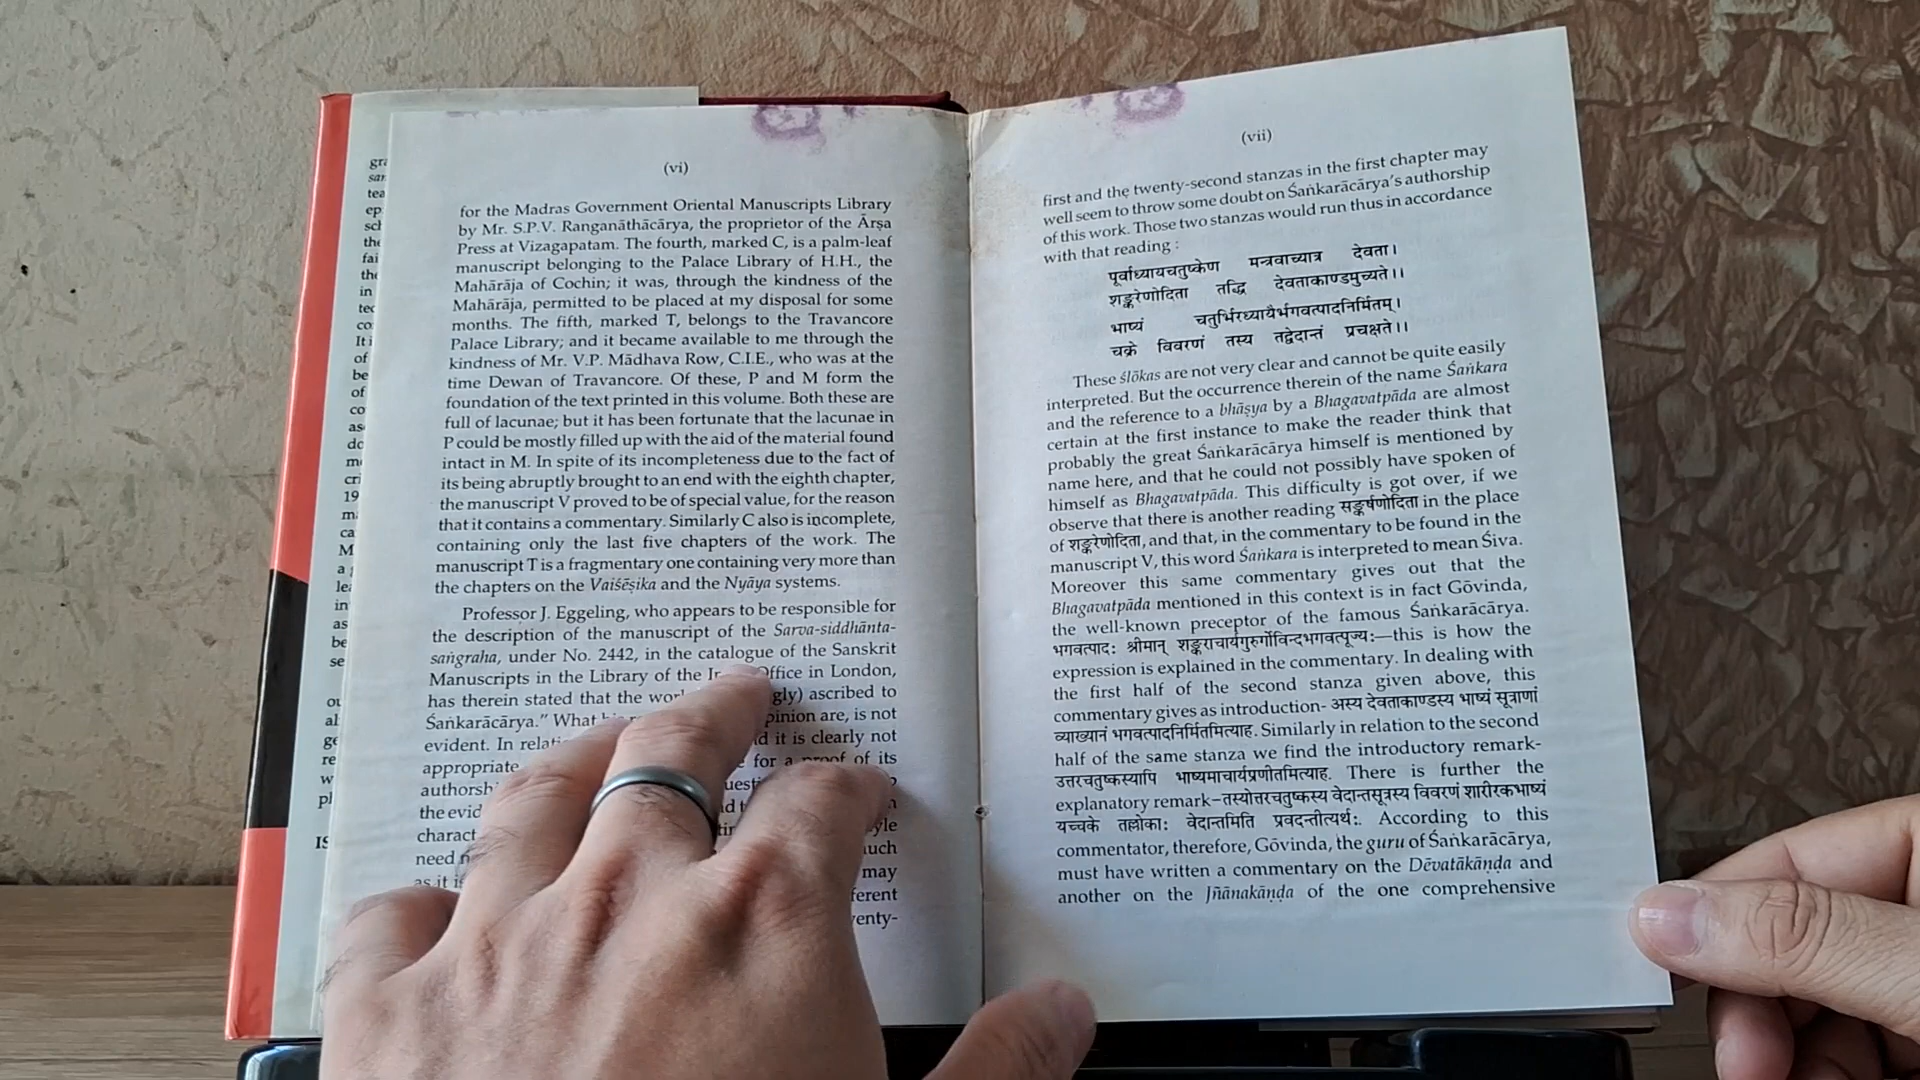 (vi)
for the Madras Government Oriental Manuscripts Library
by Mr. S.P.V. Ranganāthācārya, the proprietor of the Ārṣa
Press at Vizagapatam. The fourth, marked C, is a palm-leaf
manuscript belonging to the Palace Library of H.H., the
Mahārāja of Cochin; it was, through the kindness of the
Mahārāja, permitted to be placed at my disposal for some
months. The fifth, marked T, belongs to the Travancore
Palace Library; and it became available to me through the
kindness of Mr. V.P. Mādhava Row, C.I.E., who was at the
time Dewan of Travancore. Of these, P and M form the
foundation of the text printed in this volume. Both these are
full of lacunae; but it has been fortunate that the lacunae in
P could be mostly filled up with the aid of the material found
intact in M. In spite of its incompleteness due to the fact of
its being abruptly brought to an end with the eighth chapter,
the manuscript V proved to be of special value, for the reason
that it contains a commentary. Similarly C also is incomplete,
containing only the last five chapters of the work. The
manuscript T is a fragmentary one containing very more than
the chapters on the Vaiśēṣika and the Nyāya systems.
Professor J. Eggeling, who appears to be responsible for
the description of the manuscript of the Sarva-siddhānta-
saṅgraha, under No. 2442, in the catalogue of the Sanskrit
Manuscripts in the Library of the Office in London,
has therein stated that the ascribed to
Śaṅkarācārya." What are, is not
evident. In it is clearly not
appropriate for a proof of its
the
need
as it may
(vii)
first and the twenty-second stanzas in the first chapter may
well seem to throw some doubt on Śaṅkarācārya's authorship
of this work. Those two stanzas would run thus in accordance
with that reading :
पूर्वाध्यायचतुष्केण मन्त्रवाच्यात्र देवता।
शङ्करेणोदिता तद्धि देवताकाण्डमुच्यते।।
भाष्यं चतुर्भिरध्यायैर्भगवत्पादनिर्मितम्।
चक्रे विवरणं तस्य तद्वेदान्तं प्रचक्षते।।
These ślōkas are not very clear and cannot be quite easily
interpreted. But the occurrence therein of the name Śaṅkara
and the reference to a bhāṣya by a Bhagavatpāda are almost
certain at the first instance to make the reader think that
probably the great Śaṅkarācārya himself is mentioned by
name here, and that he could not possibly have spoken of
himself as Bhagavatpāda. This difficulty is got over, if we
observe that there is another reading सङ्कर्षणोदिता in the place
of शङ्करेणोदिता, and that, in the commentary to be found in the
manuscript V, this word Śaṅkara is interpreted to mean Śiva.
Moreover this same commentary gives out that the
Bhagavatpāda mentioned in this context is in fact Gōvinda,
the well-known preceptor of the famous Śaṅkarācārya.
भगवत्पादः श्रीमान् शङ्कराचार्यगुरुर्गोविन्दभगवत्पूज्यः—this is how the
expression is explained in the commentary. In dealing with
the first half of the second stanza given above, this
commentary gives as introduction- अस्य देवताकाण्डस्य भाष्यं सूत्राणां
व्याख्यानं भगवत्पादनिर्मितमित्याह. Similarly in relation to the second
half of the same stanza we find the introductory remark-
उत्तरचतुष्कस्यापि भाष्यमाचार्यप्रणीतमित्याह. There is further the
explanatory remark–तस्योत्तरचतुष्कस्य वेदान्तसूत्रस्य विवरणं शारीरकभाष्यं
यच्चक्रे तल्लोकाः वेदान्तमिति प्रवदन्तीत्यर्थः. According to this
commentator, therefore, Gōvinda, the guru of Śaṅkarācārya,
must have written a commentary on the Dēvatākāṇḍa and
another on the Jñānakāṇḍa of the one comprehensive